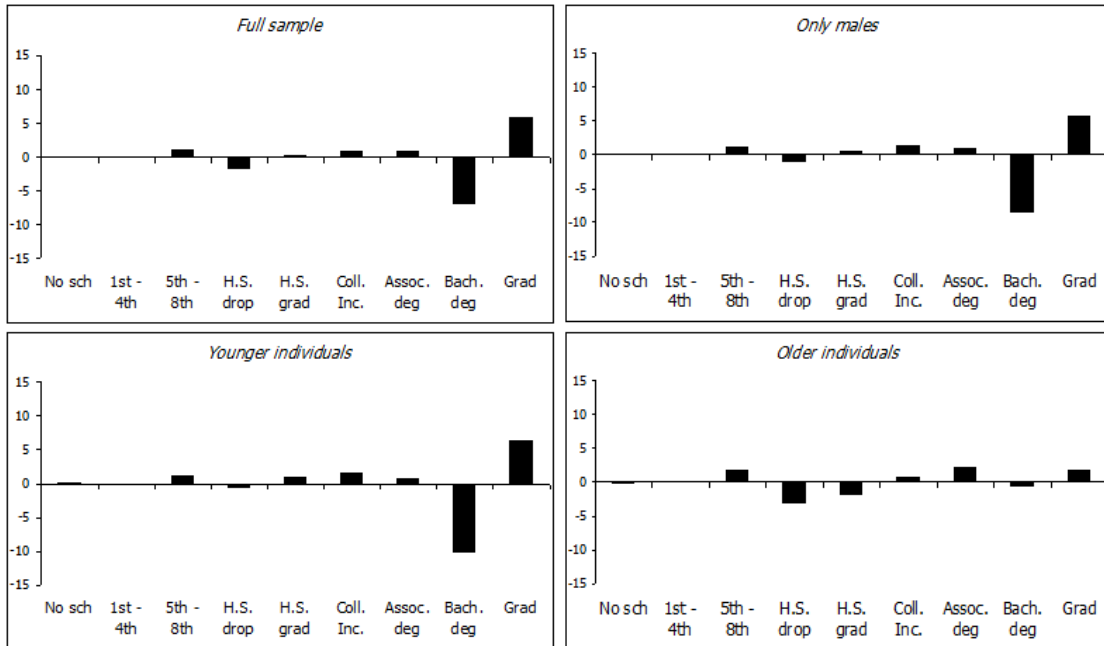 Full sample
15
10
5
0
-5
-10
-15
No sch 1st - 5th - H.S. H.S. Coll. Assoc. Bach. Grad
4th 8th drop grad Inc. deg deg
Only males
15
10
5
0
-5
-10
-15
No sch 1st - 5th - H.S. H.S. Coll. Assoc. Bach. Grad
4th 8th drop grad Inc. deg deg
Younger individuals
15
10
5
0
-5
-10
-15
No sch 1st - 5th - H.S. H.S. Coll. Assoc. Bach. Grad
4th 8th drop grad Inc. deg deg
Older individuals
15
10
5
0
-5
-10
-15
No sch 1st - 5th - H.S. H.S. Coll. Assoc. Bach. Grad
4th 8th drop grad Inc. deg deg